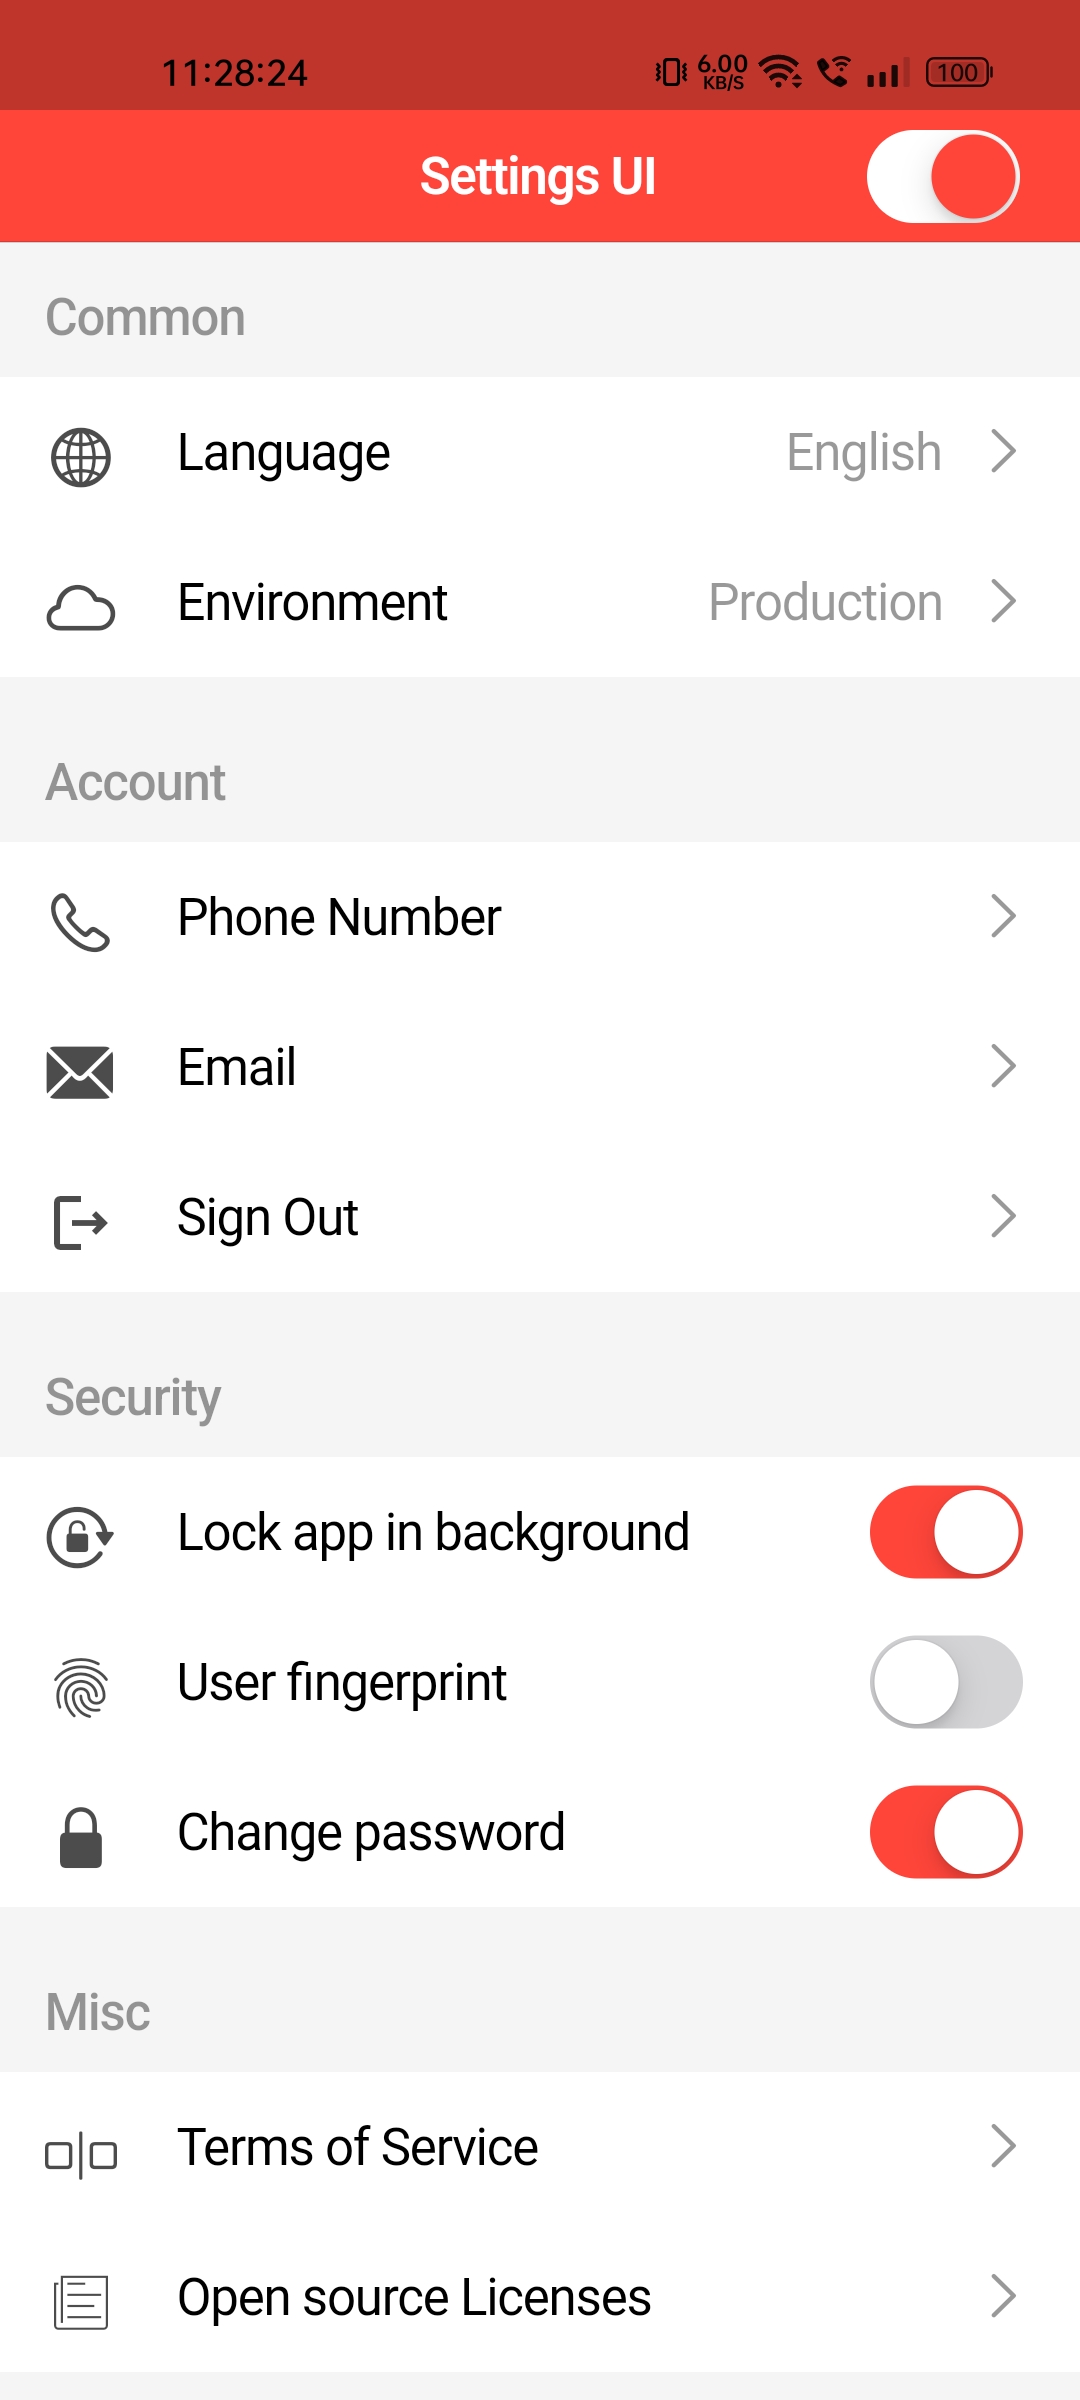 11:28:24
6.00
KB/S
100
Settings UI
Common
Language
English
Environment
Production
Account
Phone Number
Email
Sign Out
Security
Lock app in background
User fingerprint
Change password
Misc
Terms of Service
Open source Licenses